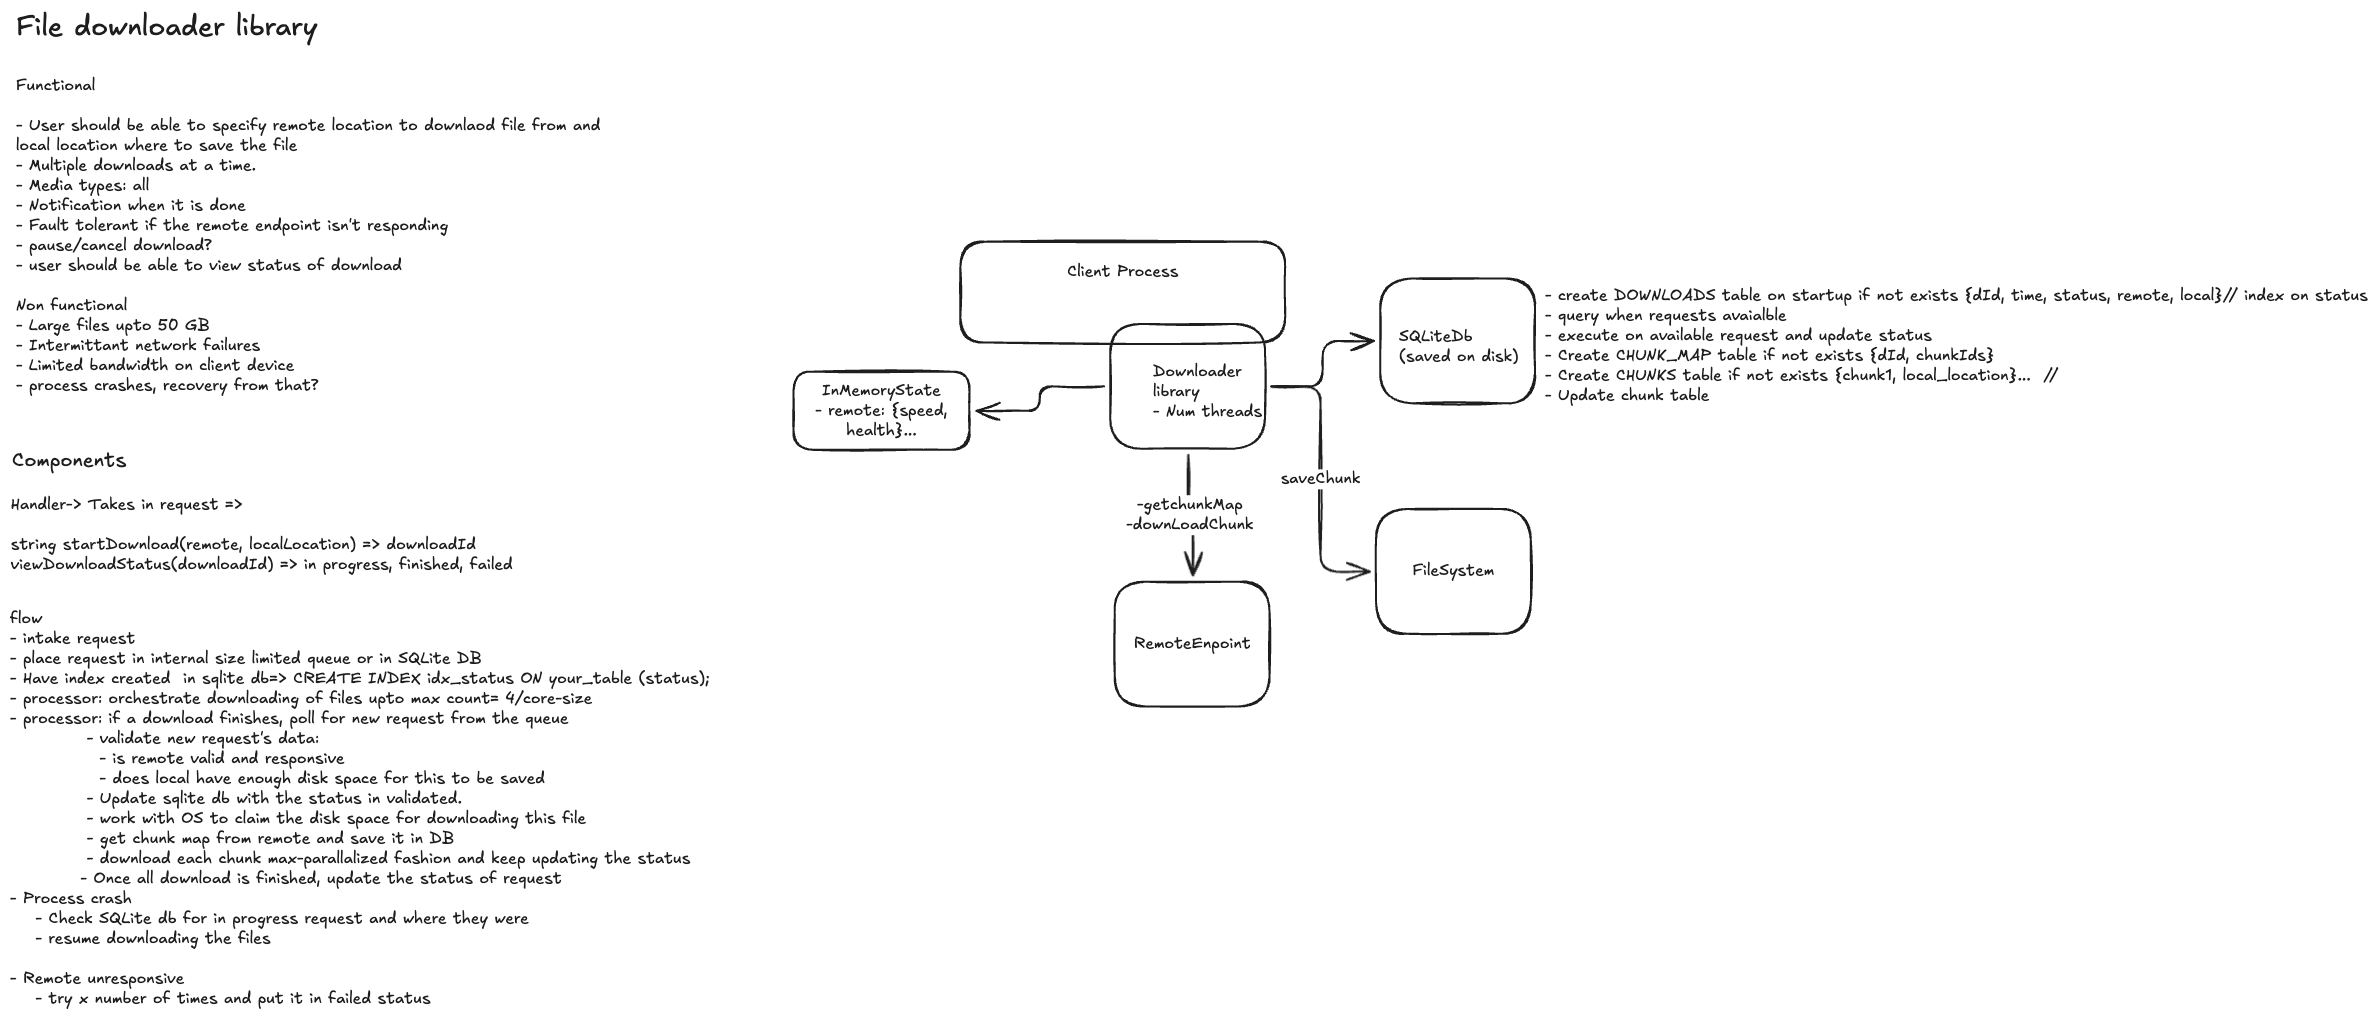 File downloader library
Functional
- User should be able to specify remote location to downlaod file from and
local location where to save the file
- Multiple downloads at a time.
- Media types: all
- Notification when it is done
- Fault tolerant if the remote endpoint isn't responding
- pause/cancel download?
- user should be able to view status of download
Non functional
- Large files upto 50 GB
- Intermittant network failures
- Limited bandwidth on client device
- process crashes, recovery from that?
Components
Handler-> Takes in request =>
string startDownload(remote, localLocation) => downloadId
viewDownloadStatus(downloadId) => in progress, finished, failed
flow
- intake request
- place request in internal size limited queue or in SQLite DB
- Have index created  in sqlite db=> CREATE INDEX idx_status ON your_table (status);
- processor: orchestrate downloading of files upto max count= 4/core-size
- processor: if a download finishes, poll for new request from the queue
- validate new request's data:
- is remote valid and responsive
- does local have enough disk space for this to be saved
- Update sqlite db with the status in validated.
- work with OS to claim the disk space for downloading this file
- get chunk map from remote and save it in DB
- download each chunk max-parallalized fashion and keep updating the status
- Once all download is finished, update the status of request
- Process crash
- Check SQLite db for in progress request and where they were
- resume downloading the files
- Remote unresponsive
- try x number of times and put it in failed status
Client Process
Downloader
library
- Num threads
InMemoryState
- remote: {speed,
health}...
-getchunkMap
-downLoadChunk
RemoteEnpoint
saveChunk
FileSystem
SQLiteDb
(saved on disk)
- create DOWNLOADS table on startup if not exists {dId, time, status, remote, local}// index on status
- query when requests avaialble
- execute on available request and update status
- Create CHUNK_MAP table if not exists {dId, chunkIds}
- Create CHUNKS table if not exists {chunk1, local_location}...  //
- Update chunk table